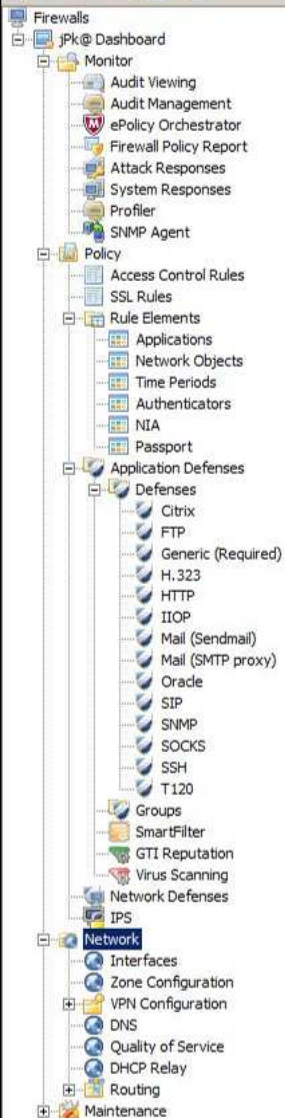 Firewalls
jPk@ Dashboard
Monitor
Audit Viewing
Audit Management
ePolicy Orchestrator
Firewall Policy Report
Attack Responses
System Responses
Profiler
SNMP Agent
Policy
Access Control Rules
SSL Rules
Rule Elements
Applications
Network Objects
Time Periods
Authenticators
NIA
Passport
Application Defenses
Defenses
Citrix
FTP
Generic (Required)
H.323
HTTP
IIOP
Mail (Sendmail)
Mail (SMTP proxy)
Oracle
SIP
SNMP
SOCKS
SSH
T120
Groups
SmartFilter
GTI Reputation
Virus Scanning
Network Defenses
IPS
Network
Interfaces
Zone Configuration
VPN Configuration
DNS
Quality of Service
DHCP Relay
Routing
Maintenance